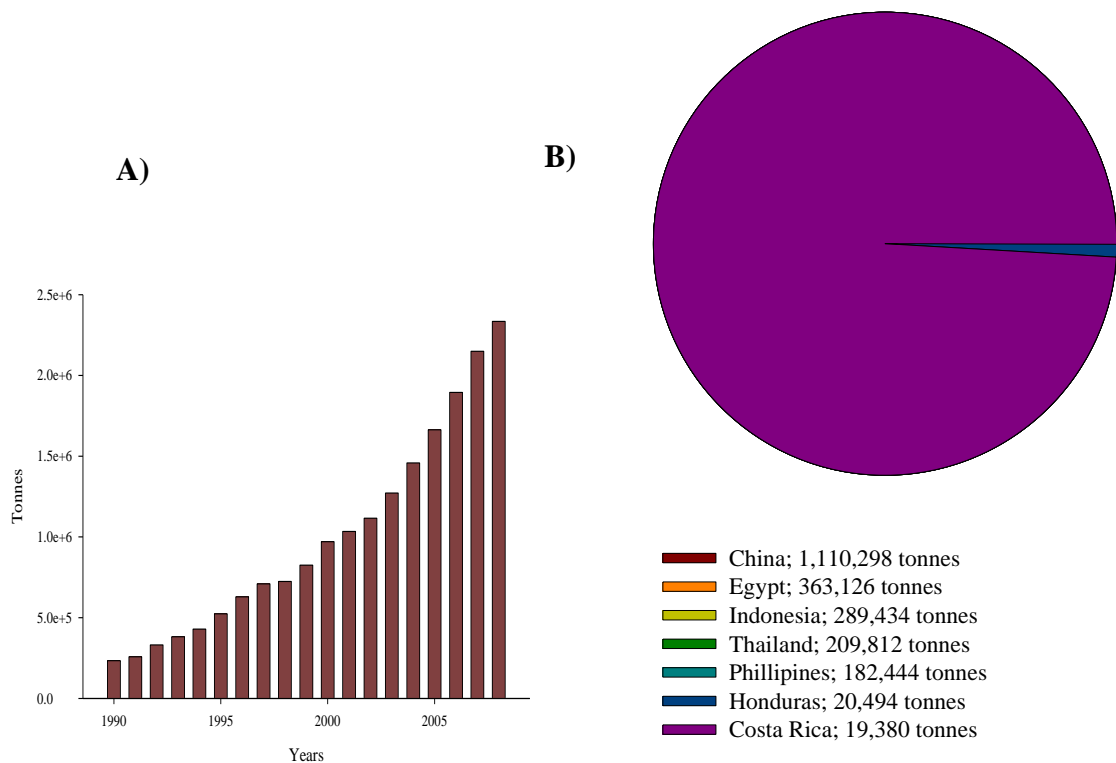 A)
B)
2.5e+6
2.0e+6
1.5e+6
1.0e+6
5.0e+5
0.0
Tonnes
1990
1995
2000
2005
Years
China; 1,110,298 tonnes
Egypt; 363,126 tonnes
Indonesia; 289,434 tonnes
Thailand; 209,812 tonnes
Phillipines; 182,444 tonnes
Honduras; 20,494 tonnes
Costa Rica; 19,380 tonnes